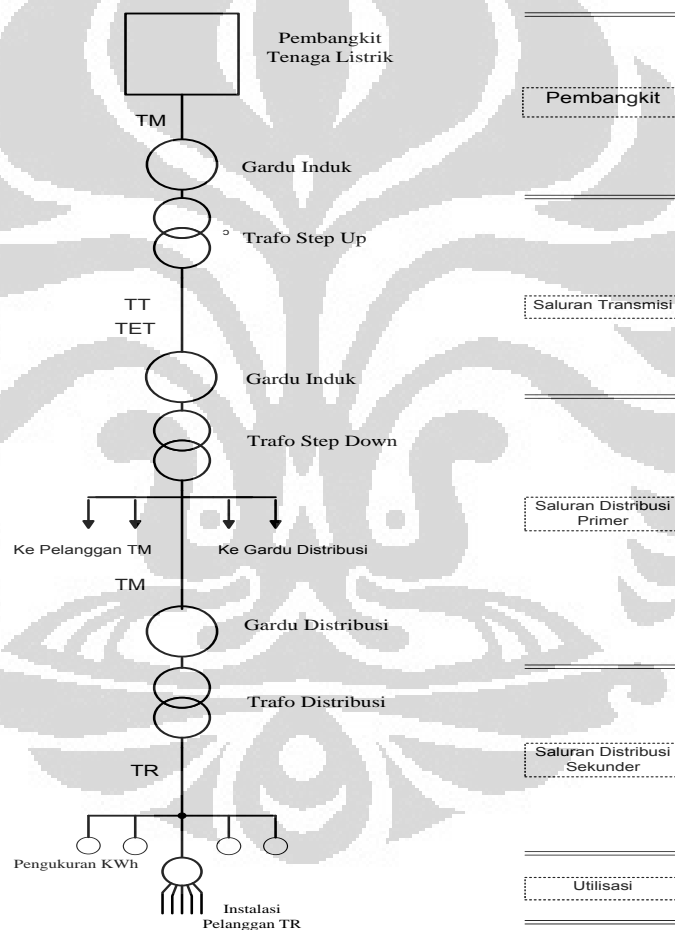 Pembangkit
Tenaga Listrik
Pembangkit
TM
Gardu Induk
Trafo Step Up
TT
TET
Saluran Transmisi
Gardu Induk
Trafo Step Down
Saluran Distribusi
Primer
Ke Pelanggan TM
Ke Gardu Distribusi
TM
Gardu Distribusi
Trafo Distribusi
Saluran Distribusi
Sekunder
TR
Pengukuran KWh
Utilisasi
Instalasi
Pelanggan TR